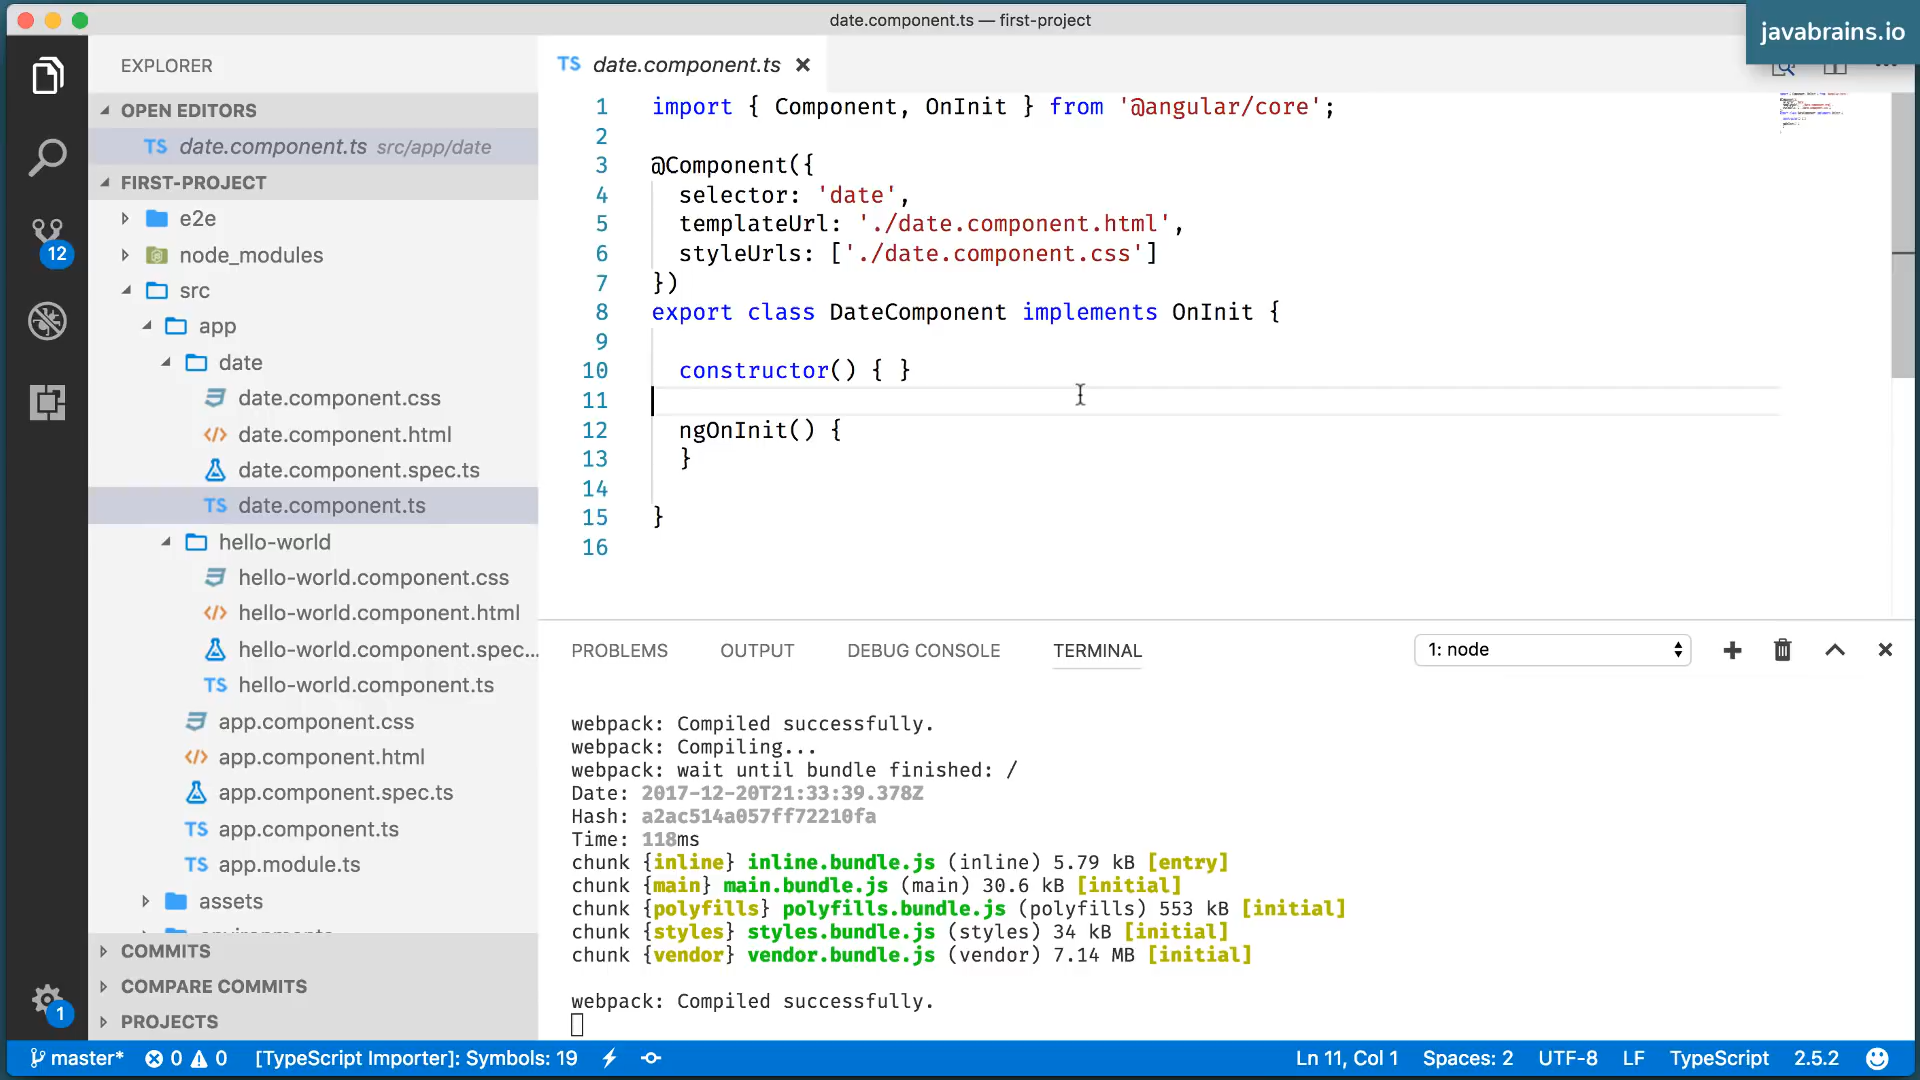 date.component.ts — first-project
javabrains.io
EXPLORER
OPEN EDITORS
TS date.component.ts src/app/date
FIRST-PROJECT
e2e
node_modules
src
app
date
date.component.css
date.component.html
date.component.spec.ts
TS date.component.ts
hello-world
hello-world.component.css
hello-world.component.html
hello-world.component.spec...
TS hello-world.component.ts
app.component.css
app.component.html
app.component.spec.ts
TS app.component.ts
TS app.module.ts
assets
environments
COMMITS
COMPARE COMMITS
PROJECTS
12
1
TS date.component.ts
1 import { Component, OnInit } from '@angular/core';
2
3 @Component({
4 selector: 'date',
5 templateUrl: './date.component.html',
6 styleUrls: ['./date.component.css']
7 })
8 export class DateComponent implements OnInit {
9
10 constructor() { }
11
12 ngOnInit() {
13 }
14
15 }
16
PROBLEMS OUTPUT DEBUG CONSOLE TERMINAL 1: node
webpack: Compiled successfully.
webpack: Compiling...
webpack: wait until bundle finished: /
Date: 2017-12-20T21:33:39.378Z
Hash: a2ac514a057ff72210fa
Time: 118ms
chunk {inline} inline.bundle.js (inline) 5.79 kB [entry]
chunk {main} main.bundle.js (main) 30.6 kB [initial]
chunk {polyfills} polyfills.bundle.js (polyfills) 553 kB [initial]
chunk {styles} styles.bundle.js (styles) 34 kB [initial]
chunk {vendor} vendor.bundle.js (vendor) 7.14 MB [initial]
webpack: Compiled successfully.
master* 0 0 [TypeScript Importer]: Symbols: 19 Ln 11, Col 1 Spaces: 2 UTF-8 LF TypeScript 2.5.2